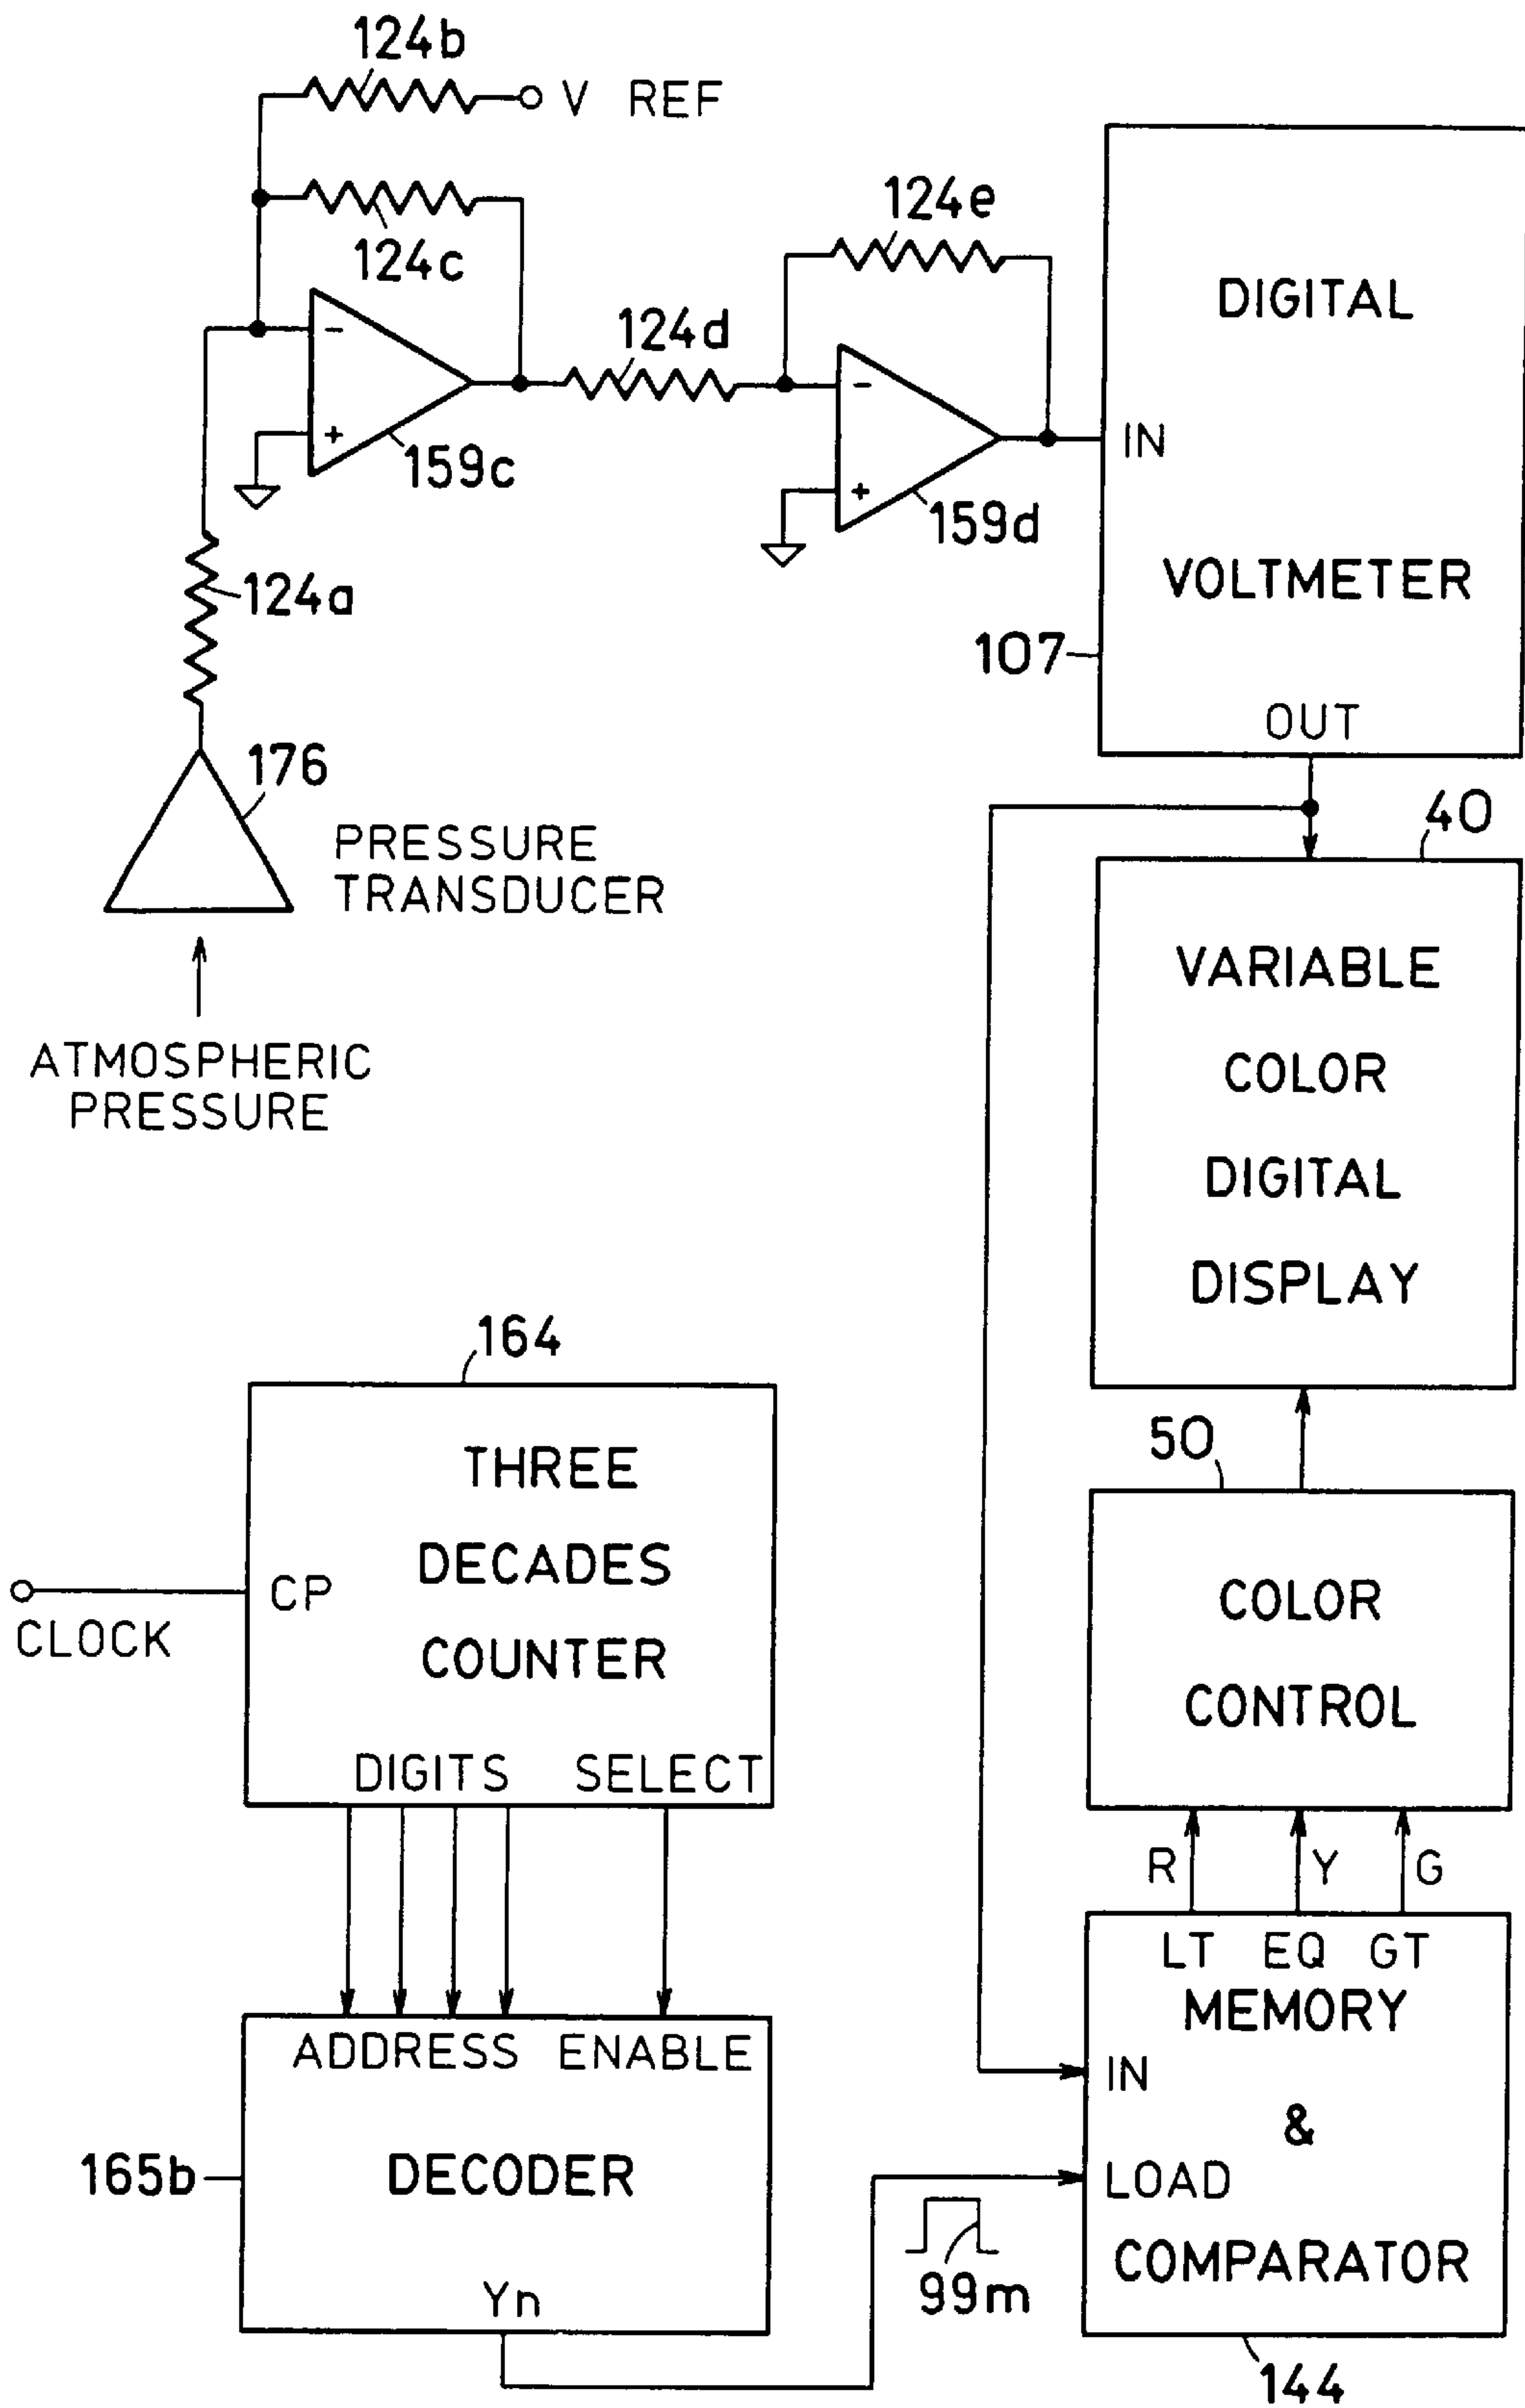 124b
V REF
124c
124e
124d
DIGITAL
-
+
159c
-
+
159d
IN
124a
VOLTMETER
107
OUT
176
PRESSURE
TRANSDUCER
40
ATMOSPHERIC
PRESSURE
VARIABLE
COLOR
DIGITAL
DISPLAY
164
THREE
DECADES
COUNTER
CP
CLOCK
DIGITS SELECT
50
COLOR
CONTROL
R Y G
LT EQ GT
MEMORY
&
COMPARATOR
IN
LOAD
ADDRESS ENABLE
DECODER
165b
Yn
99m
144